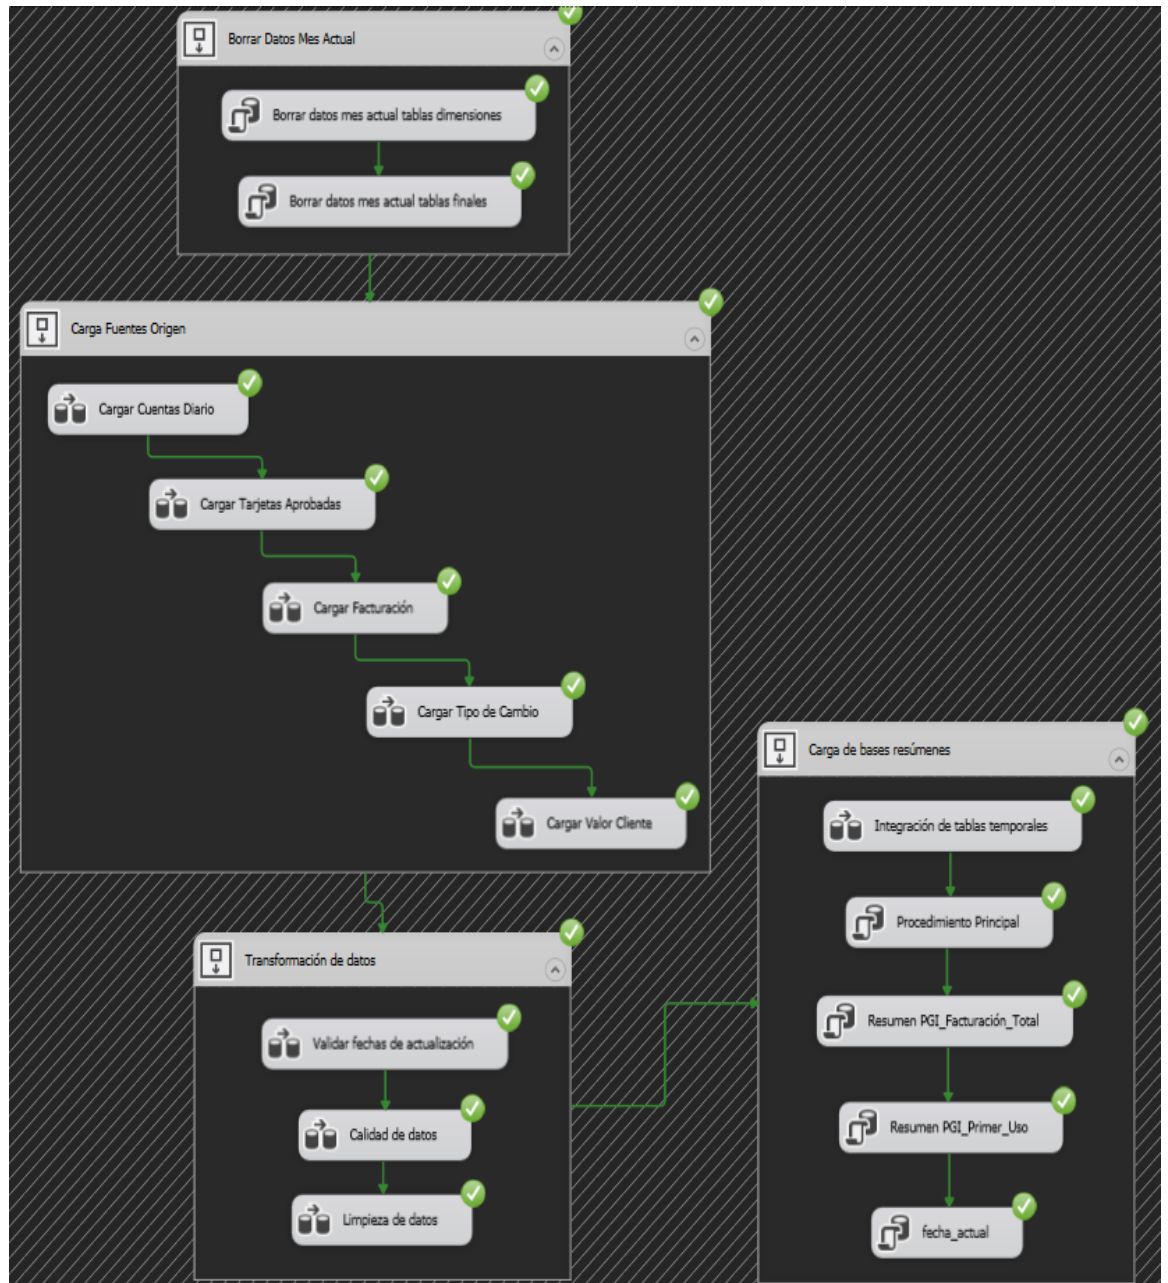 Borrar Datos Mes Actual
Borrar datos mes actual tablas dimensiones
Borrar datos mes actual tablas finales
Carga Fuentes Origen
Cargar Cuentas Diario
Cargar Tarjetas Aprobadas
Cargar Facturación
Cargar Tipo de Cambio
Cargar Valor Cliente
Transformación de datos
Validar fechas de actualización
Calidad de datos
Limpieza de datos
Carga de bases resúmenes
Integración de tablas temporales
Procedimiento Principal
Resumen PGI_Facturación_Total
Resumen PGI_Primer_Uso
fecha_actual